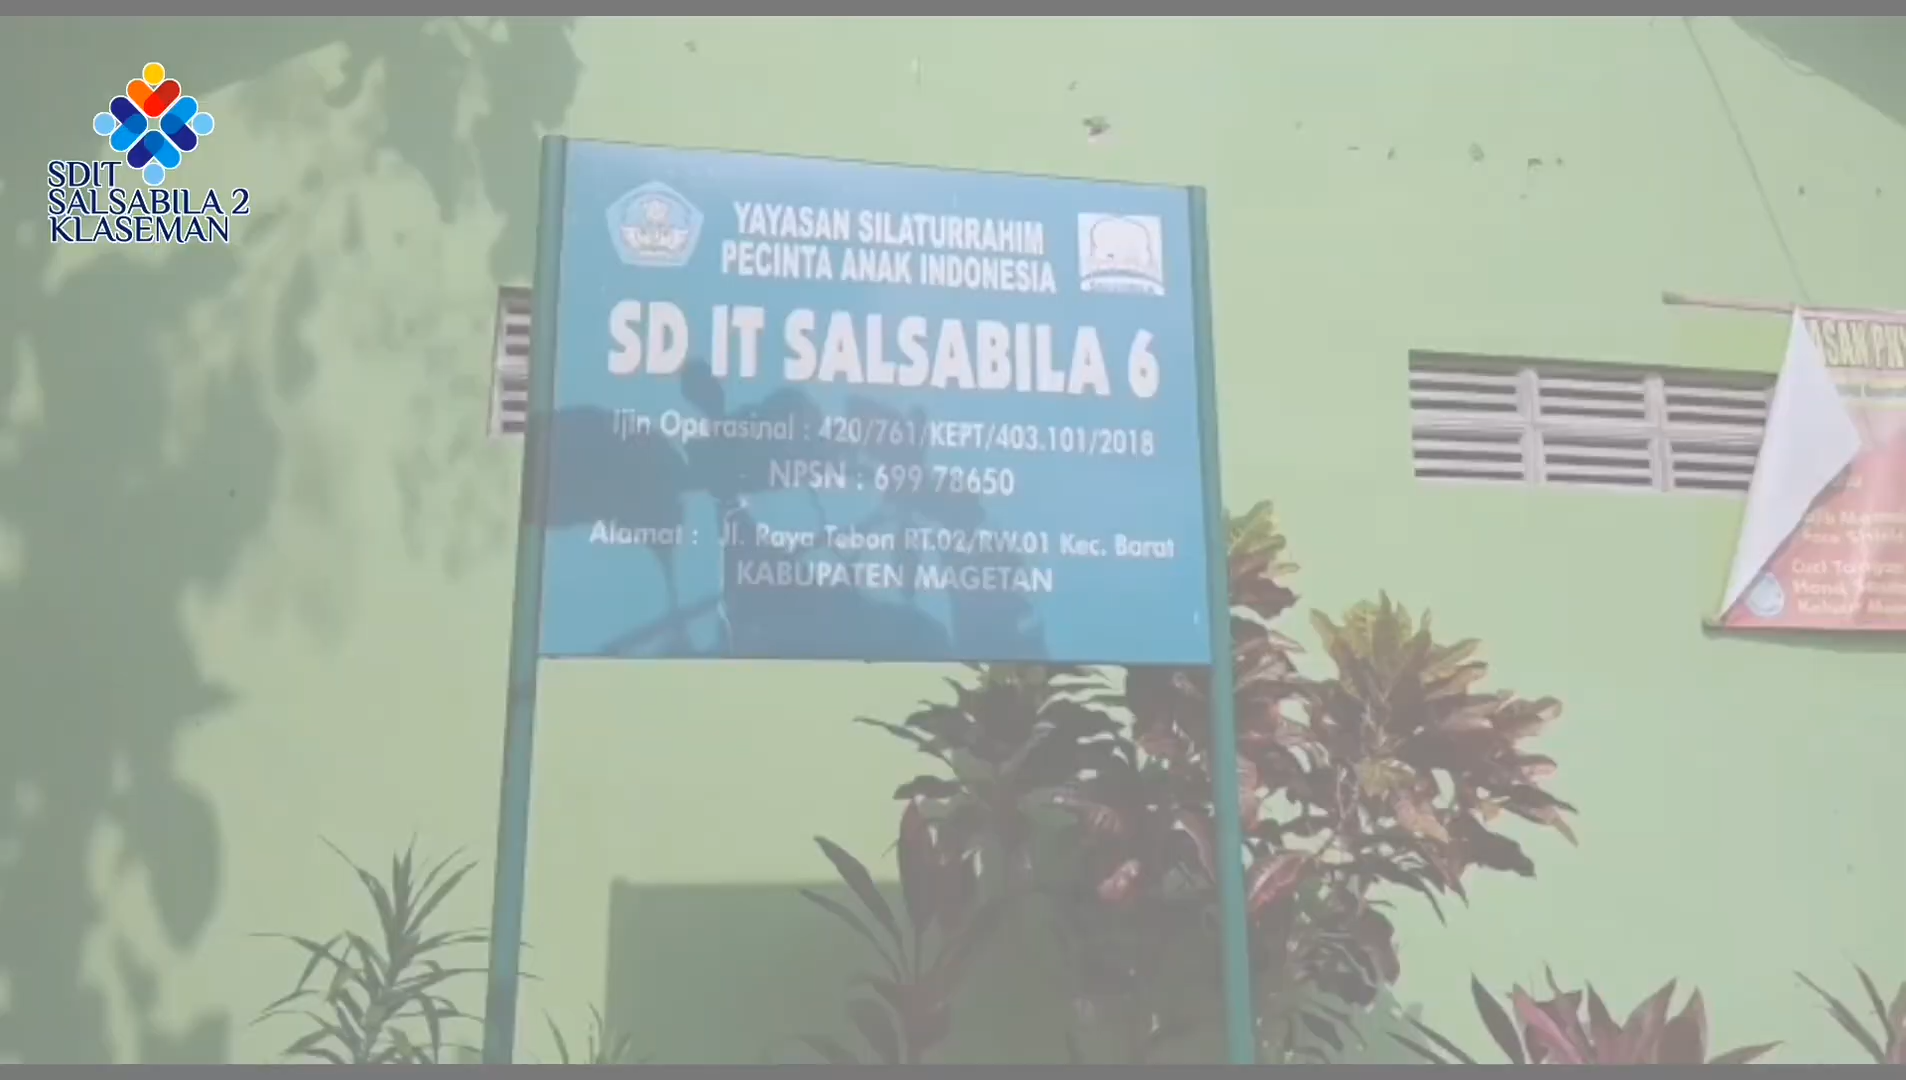 SDIT
SALSABILA 2
KLASEMAN
YAYASAN SILATURRAHIM
PECINTA ANAK INDONESIA
SD IT SALSABILA 6
Ijin Operasinal : 420/761/KEPT/403.101/2018
NPSN : 699 78650
Alamat : Jl. Raya Tebon RT.02/RW.01 Kec. Barat
KABUPATEN MAGETAN